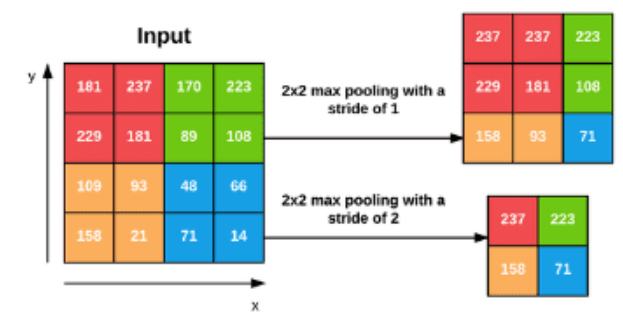 Input
y
181 237 170 223
229 181 89 108
109 93 48 66
158 21 71 14
x
2x2 max pooling with a
stride of 1
237 237 223
229 181 108
158 93 71
2x2 max pooling with a
stride of 2
237 223
158 71